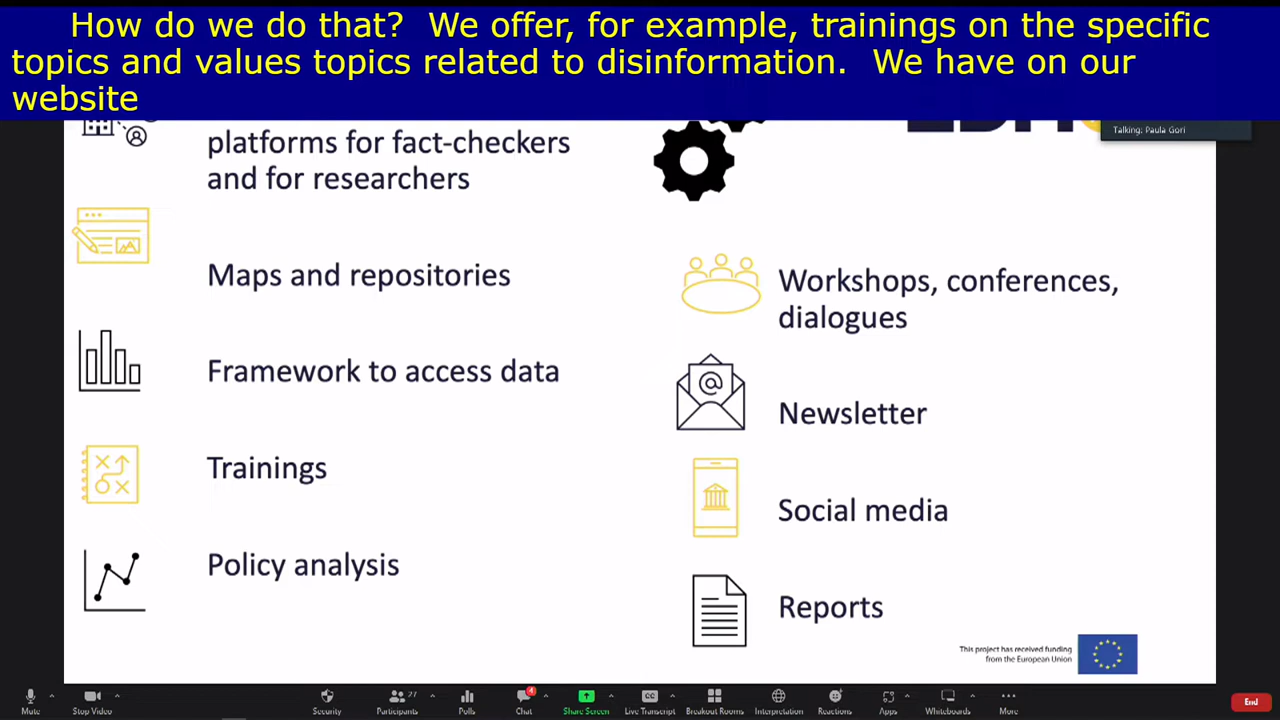 How do we do that?  We offer, for example, trainings on the specific
topics and values topics related to disinformation.  We have on our
website
Talking: Paula Gori
platforms for fact-checkers
and for researchers
Maps and repositories
Framework to access data
Trainings
Policy analysis
Workshops, conferences,
dialogues
Newsletter
Social media
Reports
This project has received funding
from the European Union
Mute
Stop Video
Security
Participants
27
Polls
Chat
4
Share Screen
CC
Live Transcript
Breakout Rooms
Interpretation
Reactions
Apps
Whiteboards
More
End